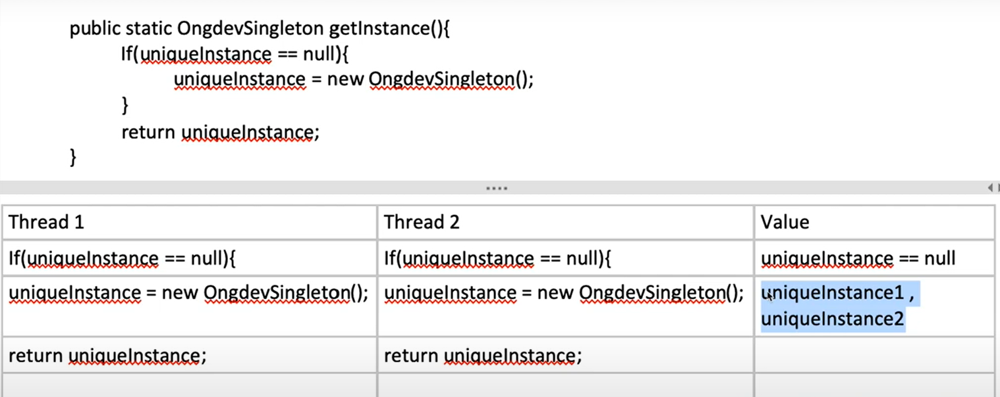 public static OngdevSingleton getInstance(){
If(uniqueInstance == null){
uniqueInstance = new OngdevSingleton();
}
return uniqueInstance;
}
Thread 1
Thread 2
Value
If(uniqueInstance == null){
If(uniqueInstance == null){
uniqueInstance == null
uniqueInstance = new OngdevSingleton();
uniqueInstance = new OngdevSingleton();
uniqueInstance1 ,
uniqueInstance2
return uniqueInstance;
return uniqueInstance;